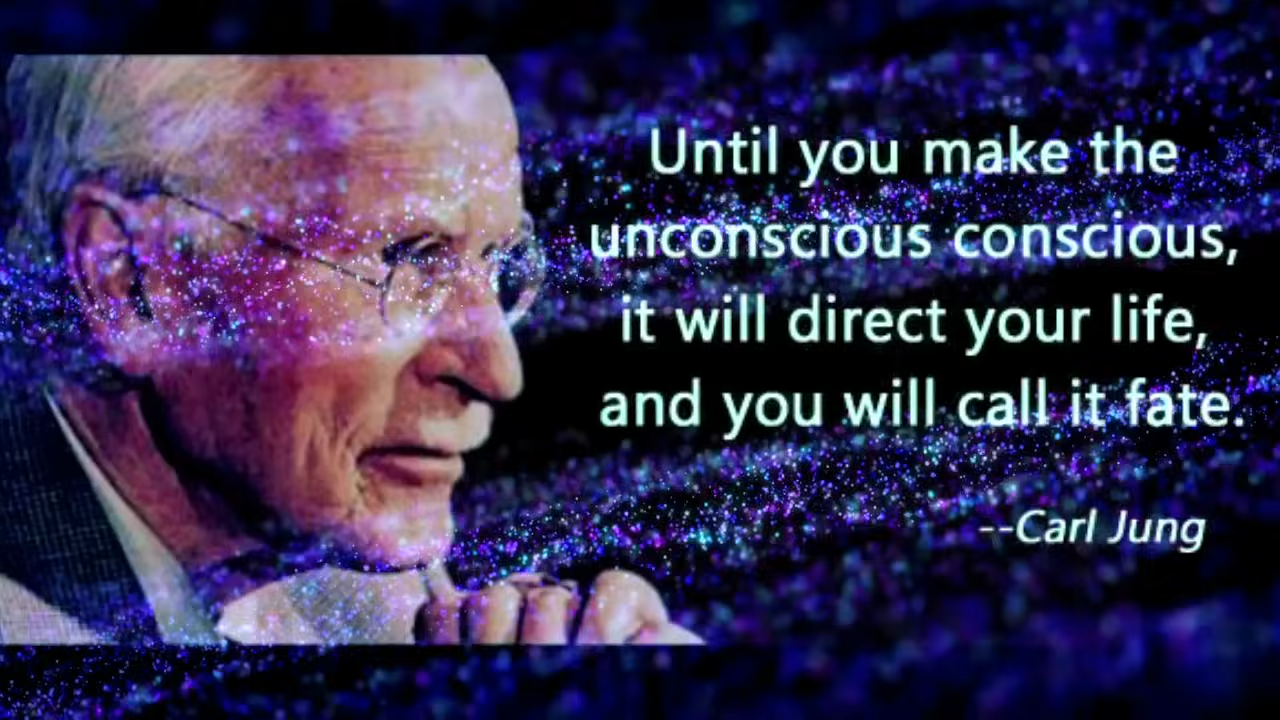 Until you make the
unconscious conscious,
it will direct your life,
and you will call it fate.
--Carl Jung